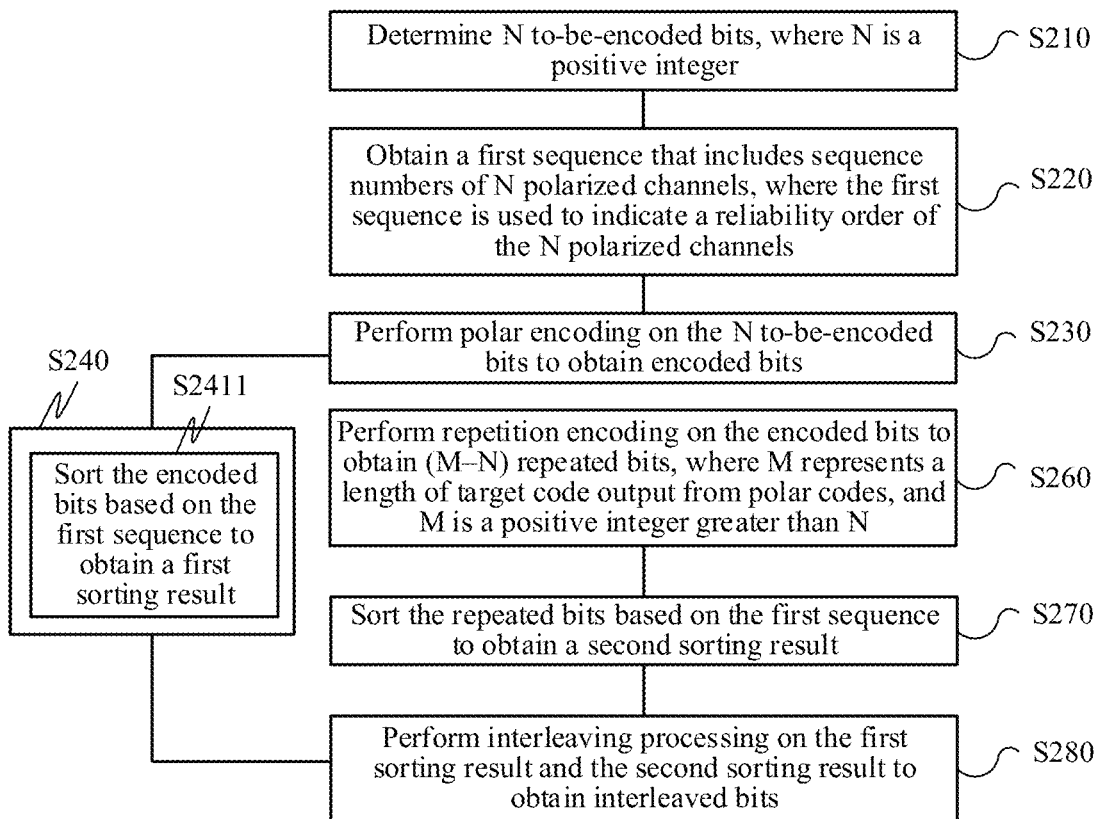 Determine N to-be-encoded bits, where N is a
positive integer
S210
Obtain a first sequence that includes sequence
numbers of N polarized channels, where the first
sequence is used to indicate a reliability order of
the N polarized channels
S220
Perform polar encoding on the N to-be-encoded
bits to obtain encoded bits
S230
S240
S2411
Sort the encoded
bits based on the
first sequence to
obtain a first
sorting result
Perform repetition encoding on the encoded bits to
obtain (M–N) repeated bits, where M represents a
length of target code output from polar codes, and
M is a positive integer greater than N
S260
Sort the repeated bits based on the first sequence
to obtain a second sorting result
S270
Perform interleaving processing on the first
sorting result and the second sorting result to
obtain interleaved bits
S280